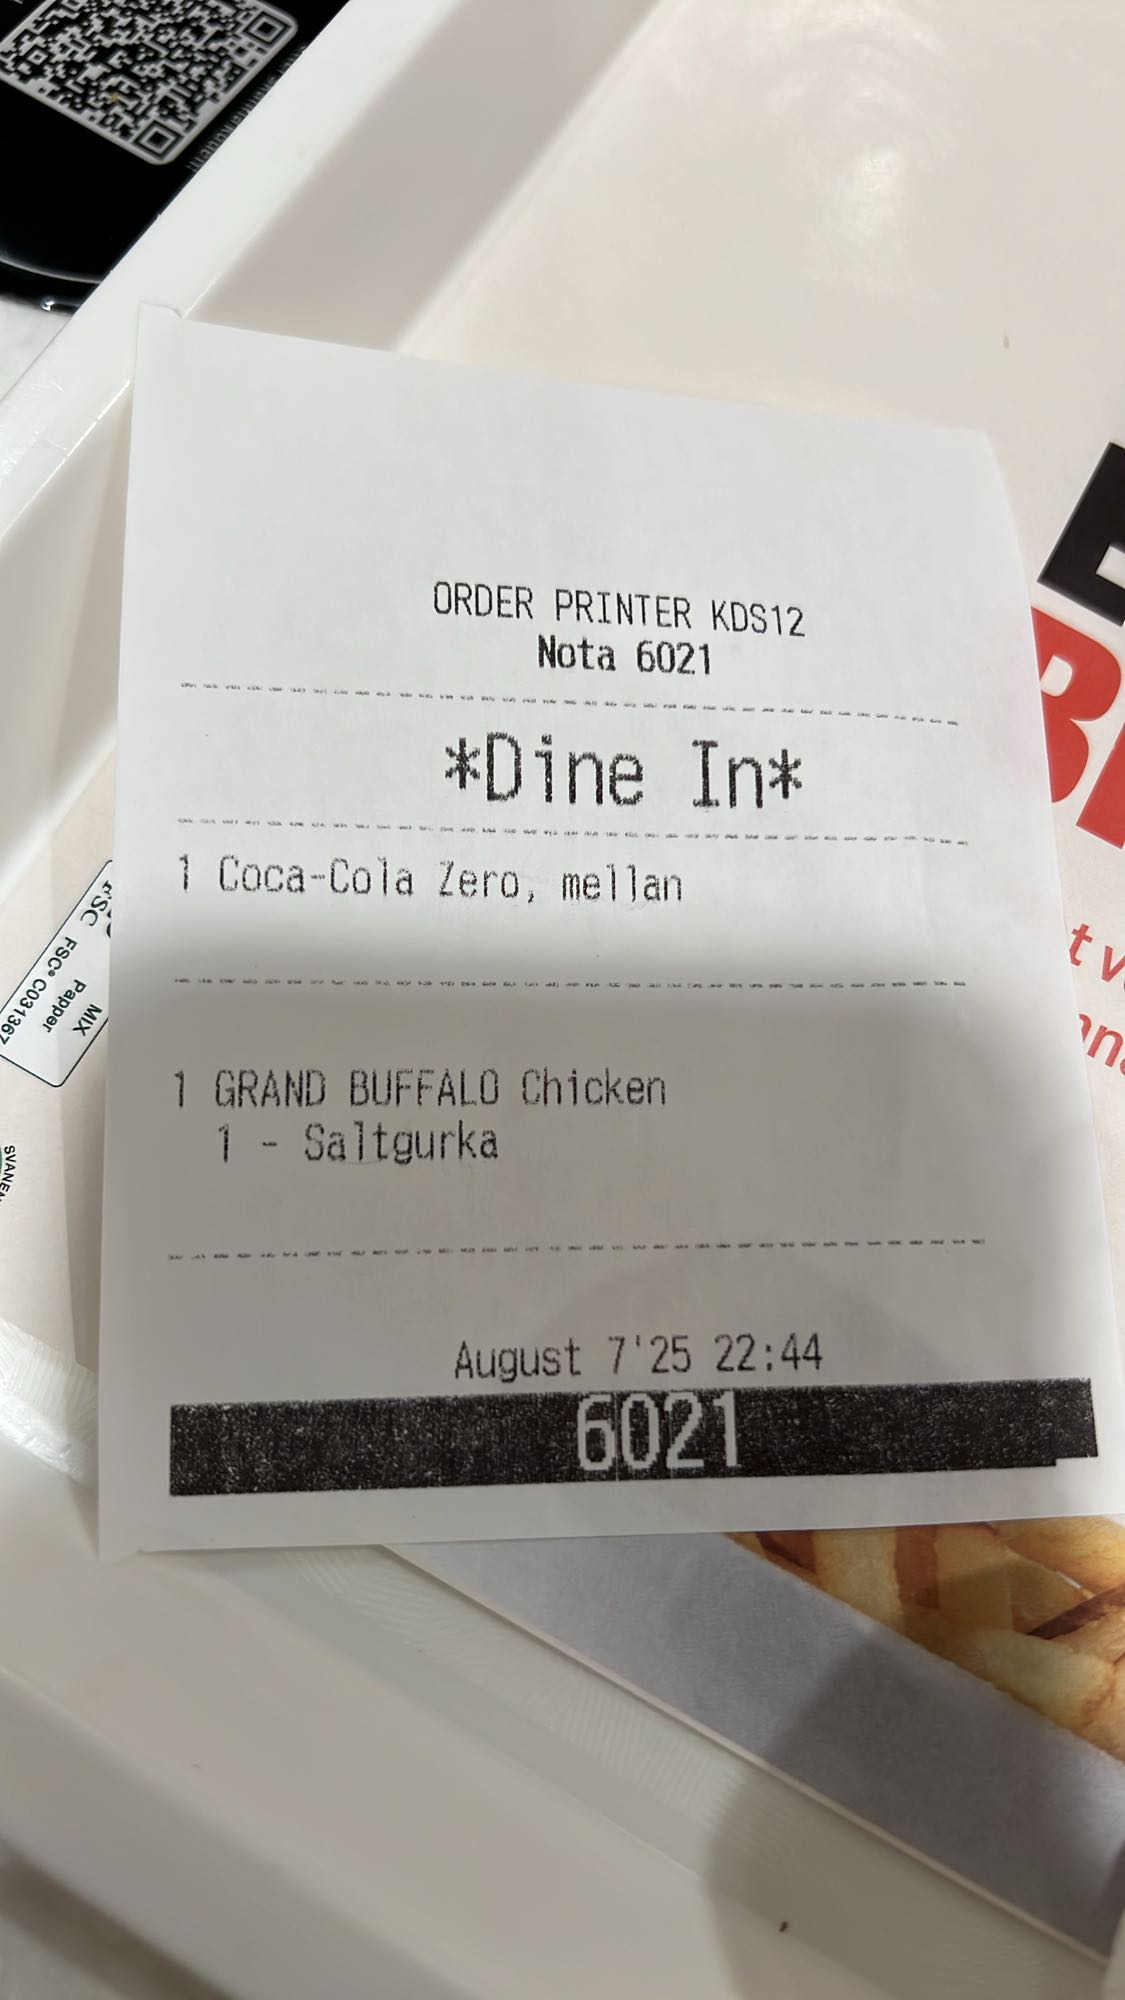 ORDER PRINTER KDS12
Nota 6021
*Dine In*
1 Coca-Cola Zero, mellan
1 GRAND BUFFALO Chicken
1 - Saltgurka
August 7'25 22:44
6021
FSC
MIX
Papper
FSC® C031367
SVANEN